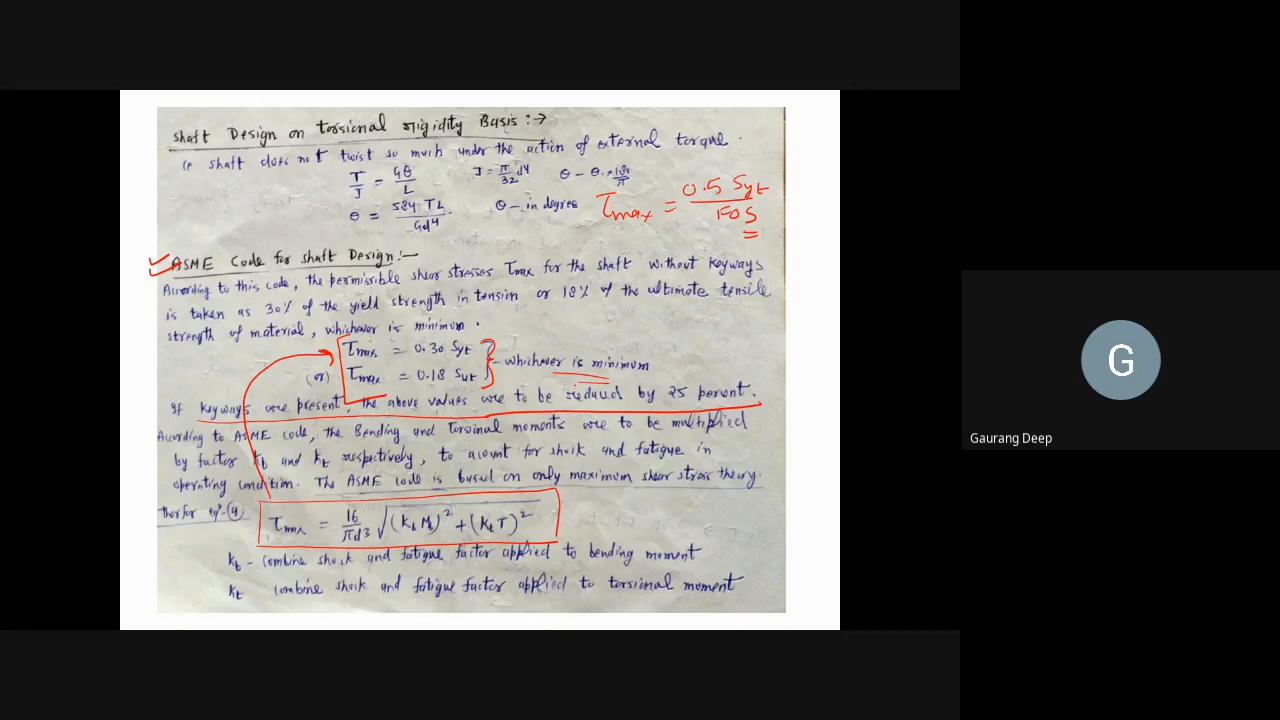 Shaft Design on torsional rigidity Basis :→
shaft does not twist so much under the action of external torque.
T/J = Gθ/L J = π/32 d⁴ θ – θ × 180/π
θ = 584 TL / Gd⁴ θ – in degree
τmax = 0.5 Syt / FOS
ASME Code for shaft Design:—
According to this code, the permissible shear stresses τmax for the shaft without keyways
is taken as 30% of the yield strength in tension or 18% of the ultimate tensile
strength of material, whichever is minimum.
τmax = 0.30 Syt
(or) τmax = 0.18 Sut } – whichever is minimum
If keyways are present, the above values are to be reduced by 25 percent.
According to ASME code, the Bending and torsional moments are to be multiplied
by factor kb and kt respectively, to acount for shock and fatigue in
operating condition. The ASME code is based on only maximum shear stress theory.
τmax = 16/πd³ √(kb Mb)² + (kt T)²
kb – combine shock and fatigue factor applied to bending moment
kt combine shock and fatigue factor applied to torsional moment
G
Gaurang Deep